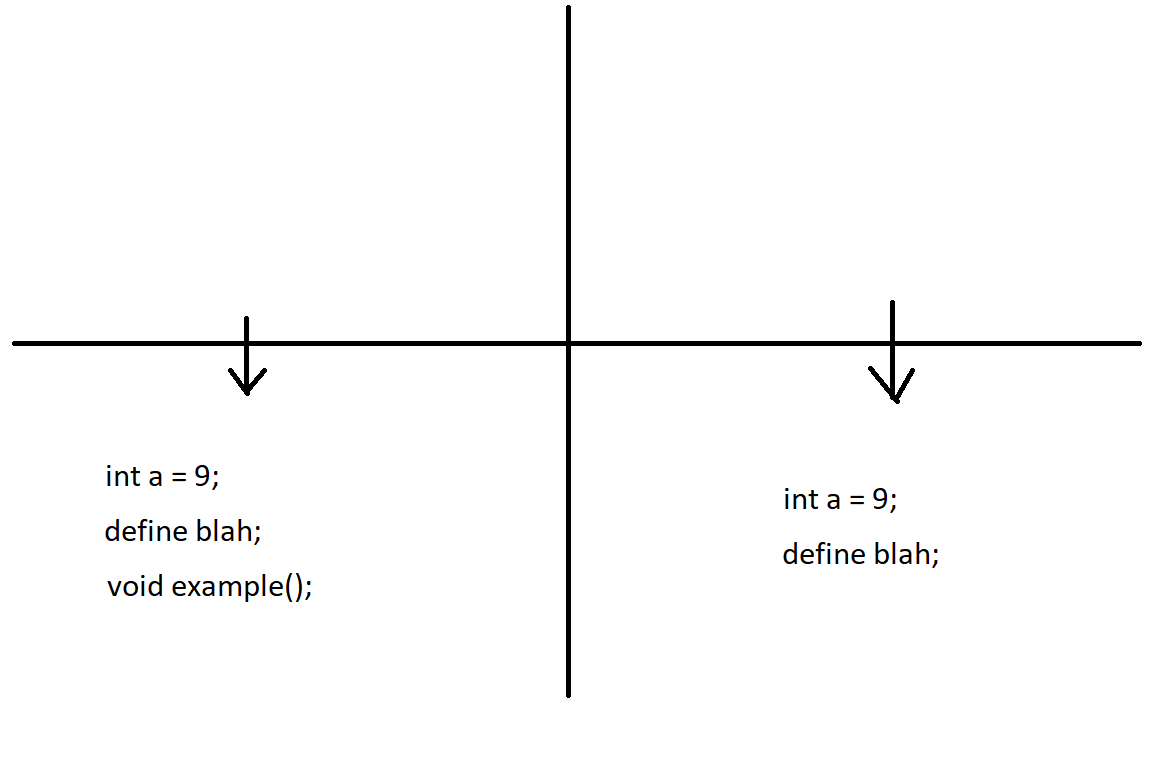 int a = 9;
define blah;
void example();
int a = 9;
define blah;